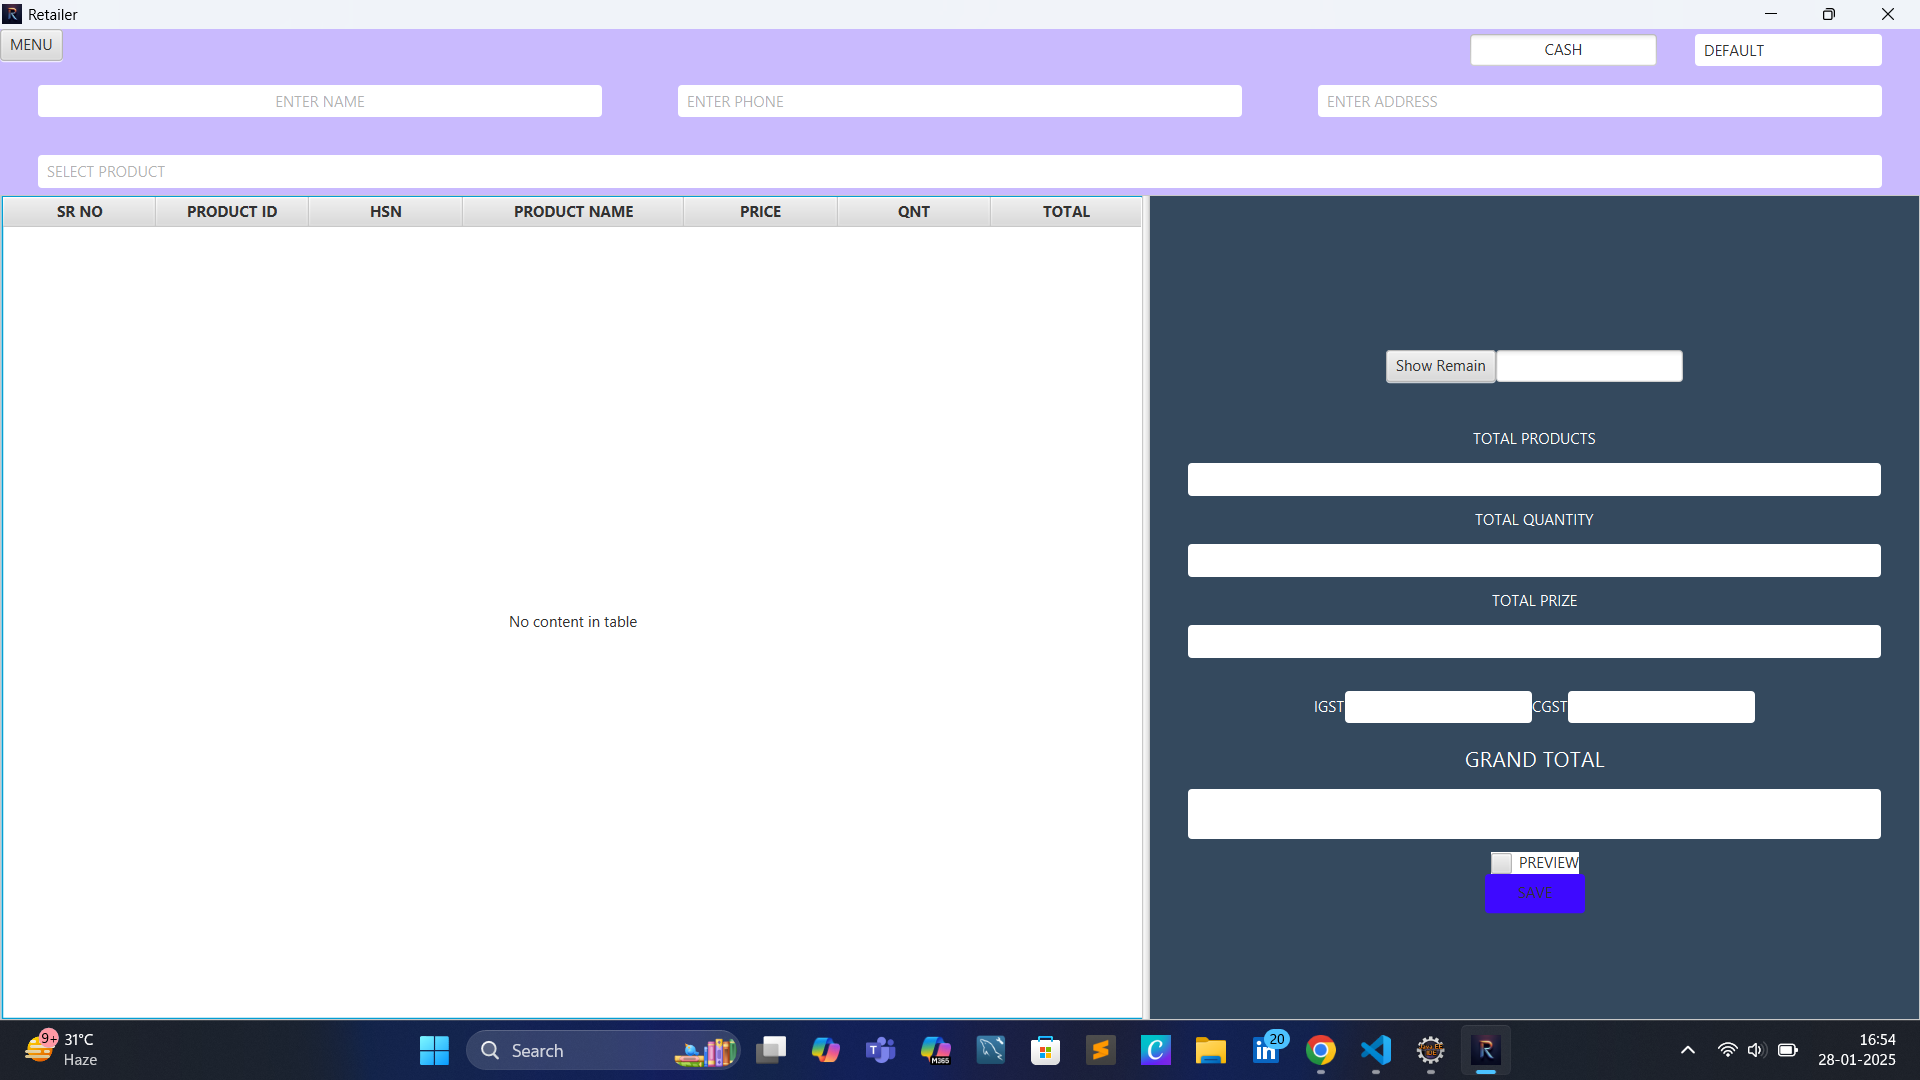 Retailer
MENU
CASH
DEFAULT
ENTER NAME
ENTER PHONE
ENTER ADDRESS
SELECT PRODUCT
SR NO
PRODUCT ID
HSN
PRODUCT NAME
PRICE
QNT
TOTAL
No content in table
Show Remain
TOTAL PRODUCTS
TOTAL QUANTITY
TOTAL PRIZE
IGST
CGST
GRAND TOTAL
PREVIEW
SAVE
9+
31°C
Haze
Search
M365
20
16:54
28-01-2025